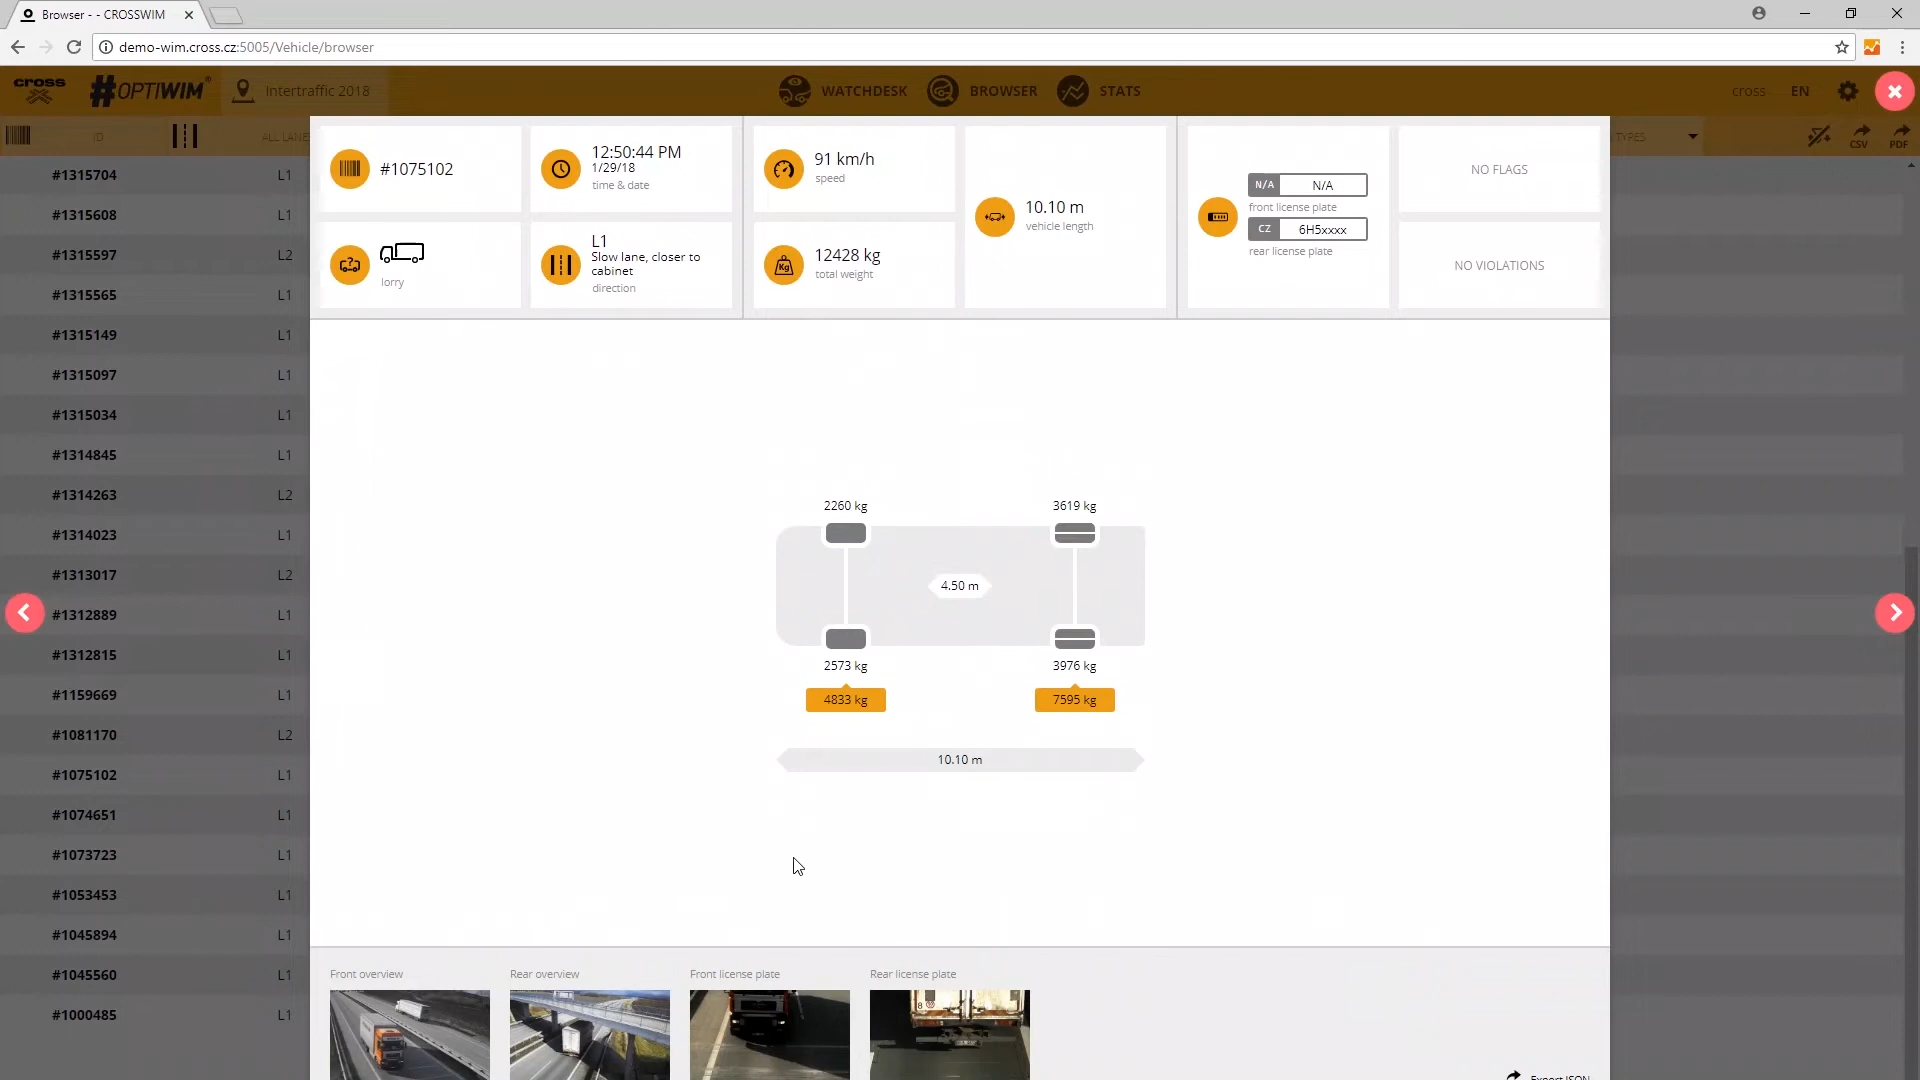 Browser - - CROSSWIM
demo-wim.cross.cz:5005/Vehicle/browser
cross
#OPTIWIM®
Intertraffic 2018
WATCHDESK
BROWSER
STATS
cross
EN
ID
ALL LANE
TYPES
CSV
PDF
#1315704 L1
#1315608 L1
#1315597 L2
#1315565 L1
#1315149 L1
#1315097 L1
#1315034 L1
#1314845 L1
#1314263 L2
#1314023 L1
#1313017 L2
#1312889 L1
#1312815 L1
#1159669 L1
#1081170 L2
#1075102 L1
#1074651 L1
#1073723 L1
#1053453 L1
#1045894 L1
#1045560 L1
#1000485 L1
#1075102
12:50:44 PM
1/29/18
time & date
lorry
L1
Slow lane, closer to
cabinet
direction
91 km/h
speed
Kg
12428 kg
total weight
10.10 m
vehicle length
N/A N/A
front license plate
CZ 6H5xxxx
rear license plate
NO FLAGS
NO VIOLATIONS
2260 kg
3619 kg
4.50 m
2573 kg
3976 kg
4833 kg
7595 kg
10.10 m
Front overview
Rear overview
Front license plate
Rear license plate
Export JSON